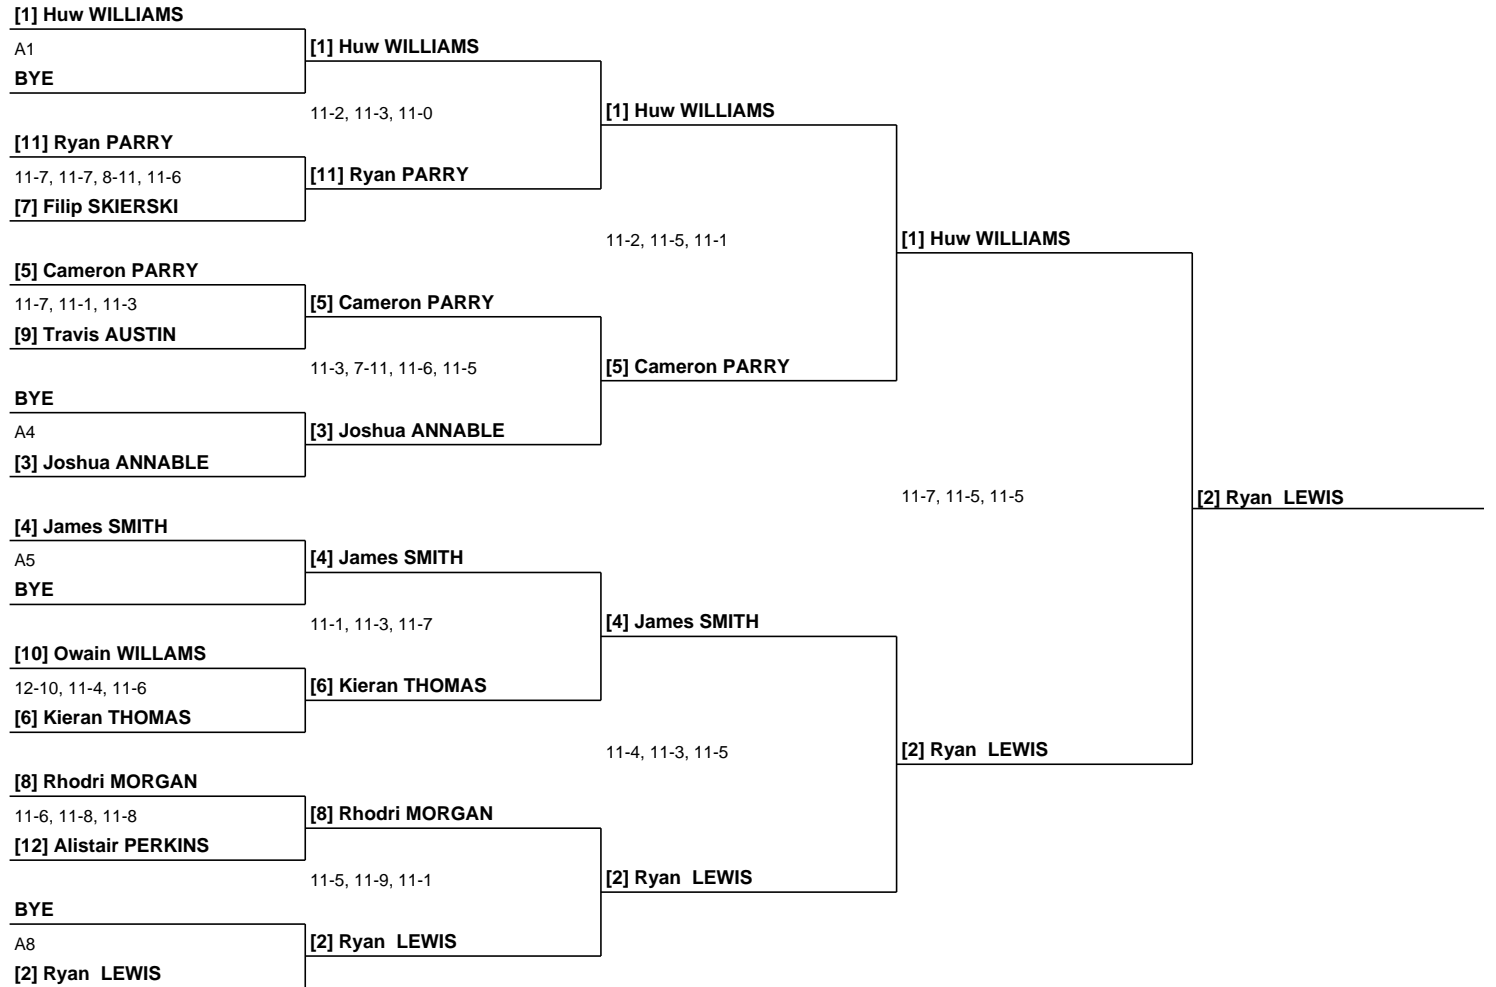 [1] Huw WILLIAMS
A1
[1] Huw WILLIAMS
BYE
11-2, 11-3, 11-0
[1] Huw WILLIAMS
[11] Ryan PARRY
11-7, 11-7, 8-11, 11-6
[11] Ryan PARRY
[7] Filip SKIERSKI
11-2, 11-5, 11-1
[1] Huw WILLIAMS
[5] Cameron PARRY
11-7, 11-1, 11-3
[5] Cameron PARRY
[9] Travis AUSTIN
11-3, 7-11, 11-6, 11-5
[5] Cameron PARRY
BYE
A4
[3] Joshua ANNABLE
[3] Joshua ANNABLE
11-7, 11-5, 11-5
[2] Ryan  LEWIS
[4] James SMITH
A5
[4] James SMITH
BYE
11-1, 11-3, 11-7
[4] James SMITH
[10] Owain WILLAMS
12-10, 11-4, 11-6
[6] Kieran THOMAS
[6] Kieran THOMAS
11-4, 11-3, 11-5
[2] Ryan  LEWIS
[8] Rhodri MORGAN
11-6, 11-8, 11-8
[8] Rhodri MORGAN
[12] Alistair PERKINS
11-5, 11-9, 11-1
[2] Ryan  LEWIS
BYE
A8
[2] Ryan  LEWIS
[2] Ryan  LEWIS